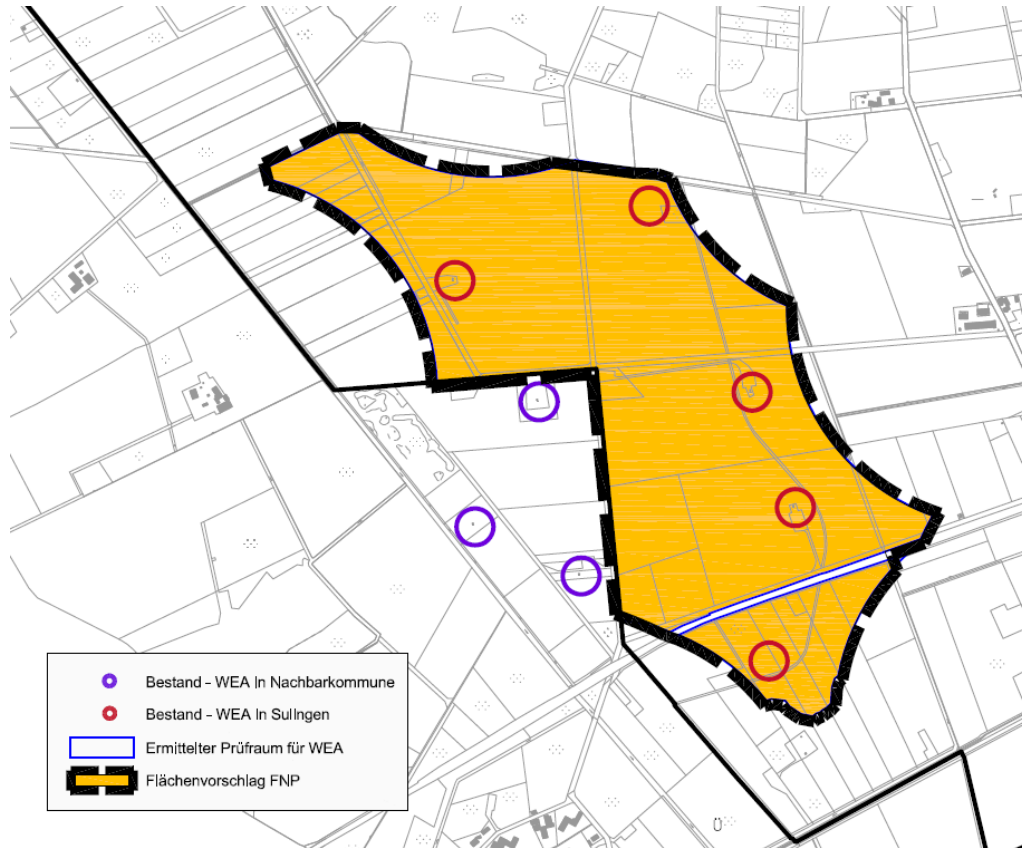 Bestand - WEA In Nachbarkommune
Bestand - WEA In Sulingen
Ermittelter Prüfraum für WEA
Flächenvorschlag FNP